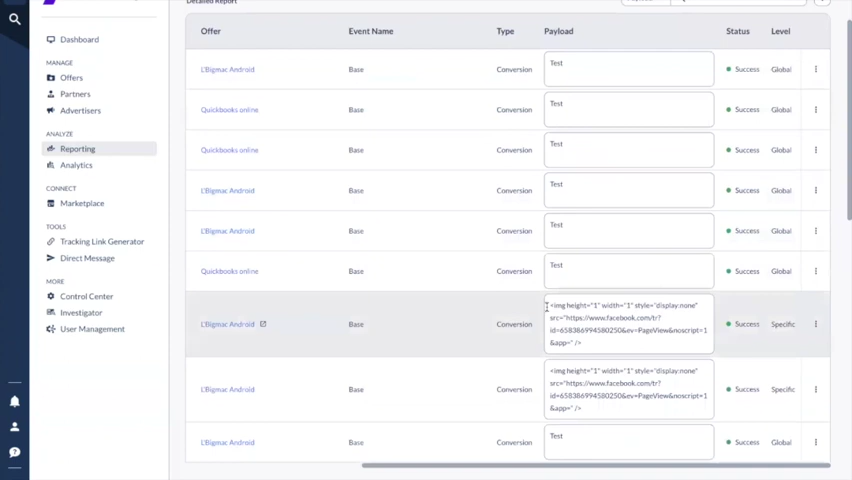 Detailed Report
Dashboard
MANAGE
Offers
Partners
Advertisers
ANALYZE
Reporting
Analytics
CONNECT
Marketplace
TOOLS
Tracking Link Generator
Direct Message
MORE
Control Center
Investigator
User Management
Offer Event Name Type Payload Status Level
L'Bigmac Android Base Conversion Test Success Global
Quickbooks online Base Conversion Test Success Global
Quickbooks online Base Conversion Test Success Global
L'Bigmac Android Base Conversion Test Success Global
L'Bigmac Android Base Conversion Test Success Global
Quickbooks online Base Conversion Test Success Global
L'Bigmac Android Base Conversion
<img height="1" width="1" style="display:none"
src="https://www.facebook.com/tr?
id=658386994580250&ev=PageView&noscript=1
&app=" />
Success Specific
L'Bigmac Android Base Conversion
<img height="1" width="1" style="display:none"
src="https://www.facebook.com/tr?
id=658386994580250&ev=PageView&noscript=1
&app=" />
Success Specific
L'Bigmac Android Base Conversion Test Success Global